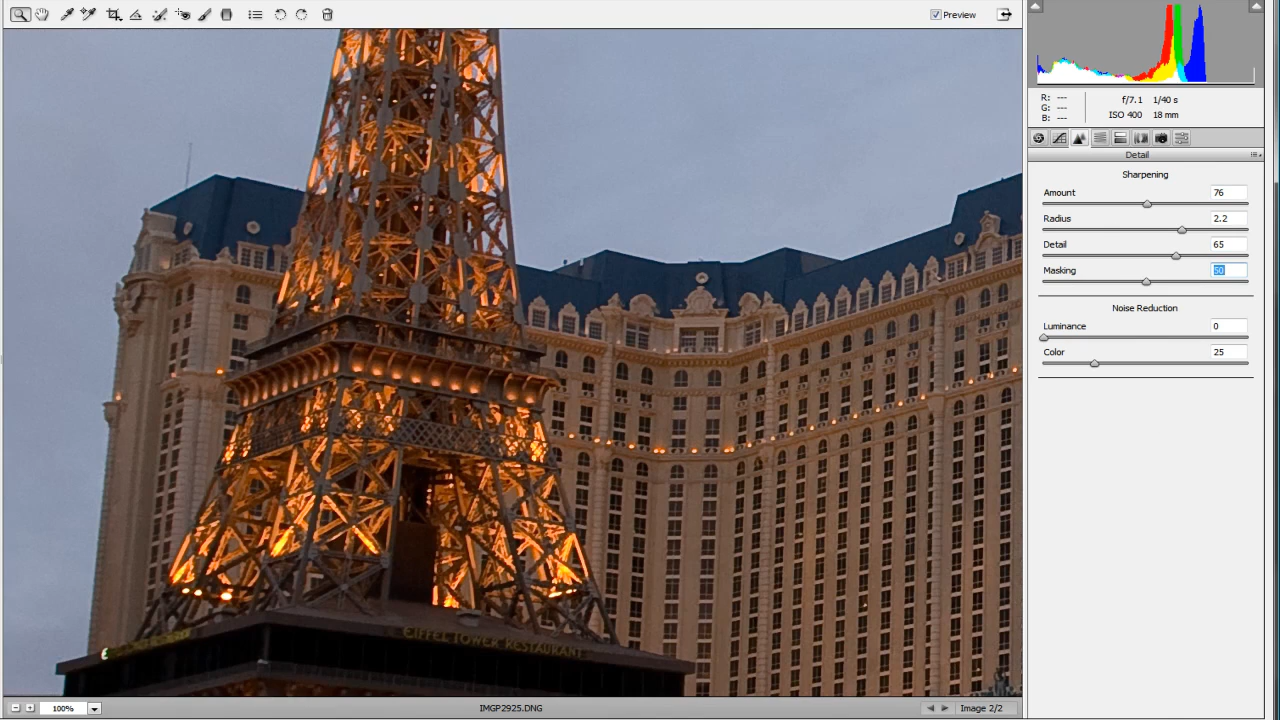 Preview
R: ---
G: ---
B: ---
f/7.1 1/40 s
ISO 400 18 mm
Detail
Sharpening
Amount 76
Radius 2.2
Detail 65
Masking 50
Noise Reduction
Luminance 0
Color 25
EIFFEL TOWER RESTAURANT
100%
IMGP2925.DNG
Image 2/2